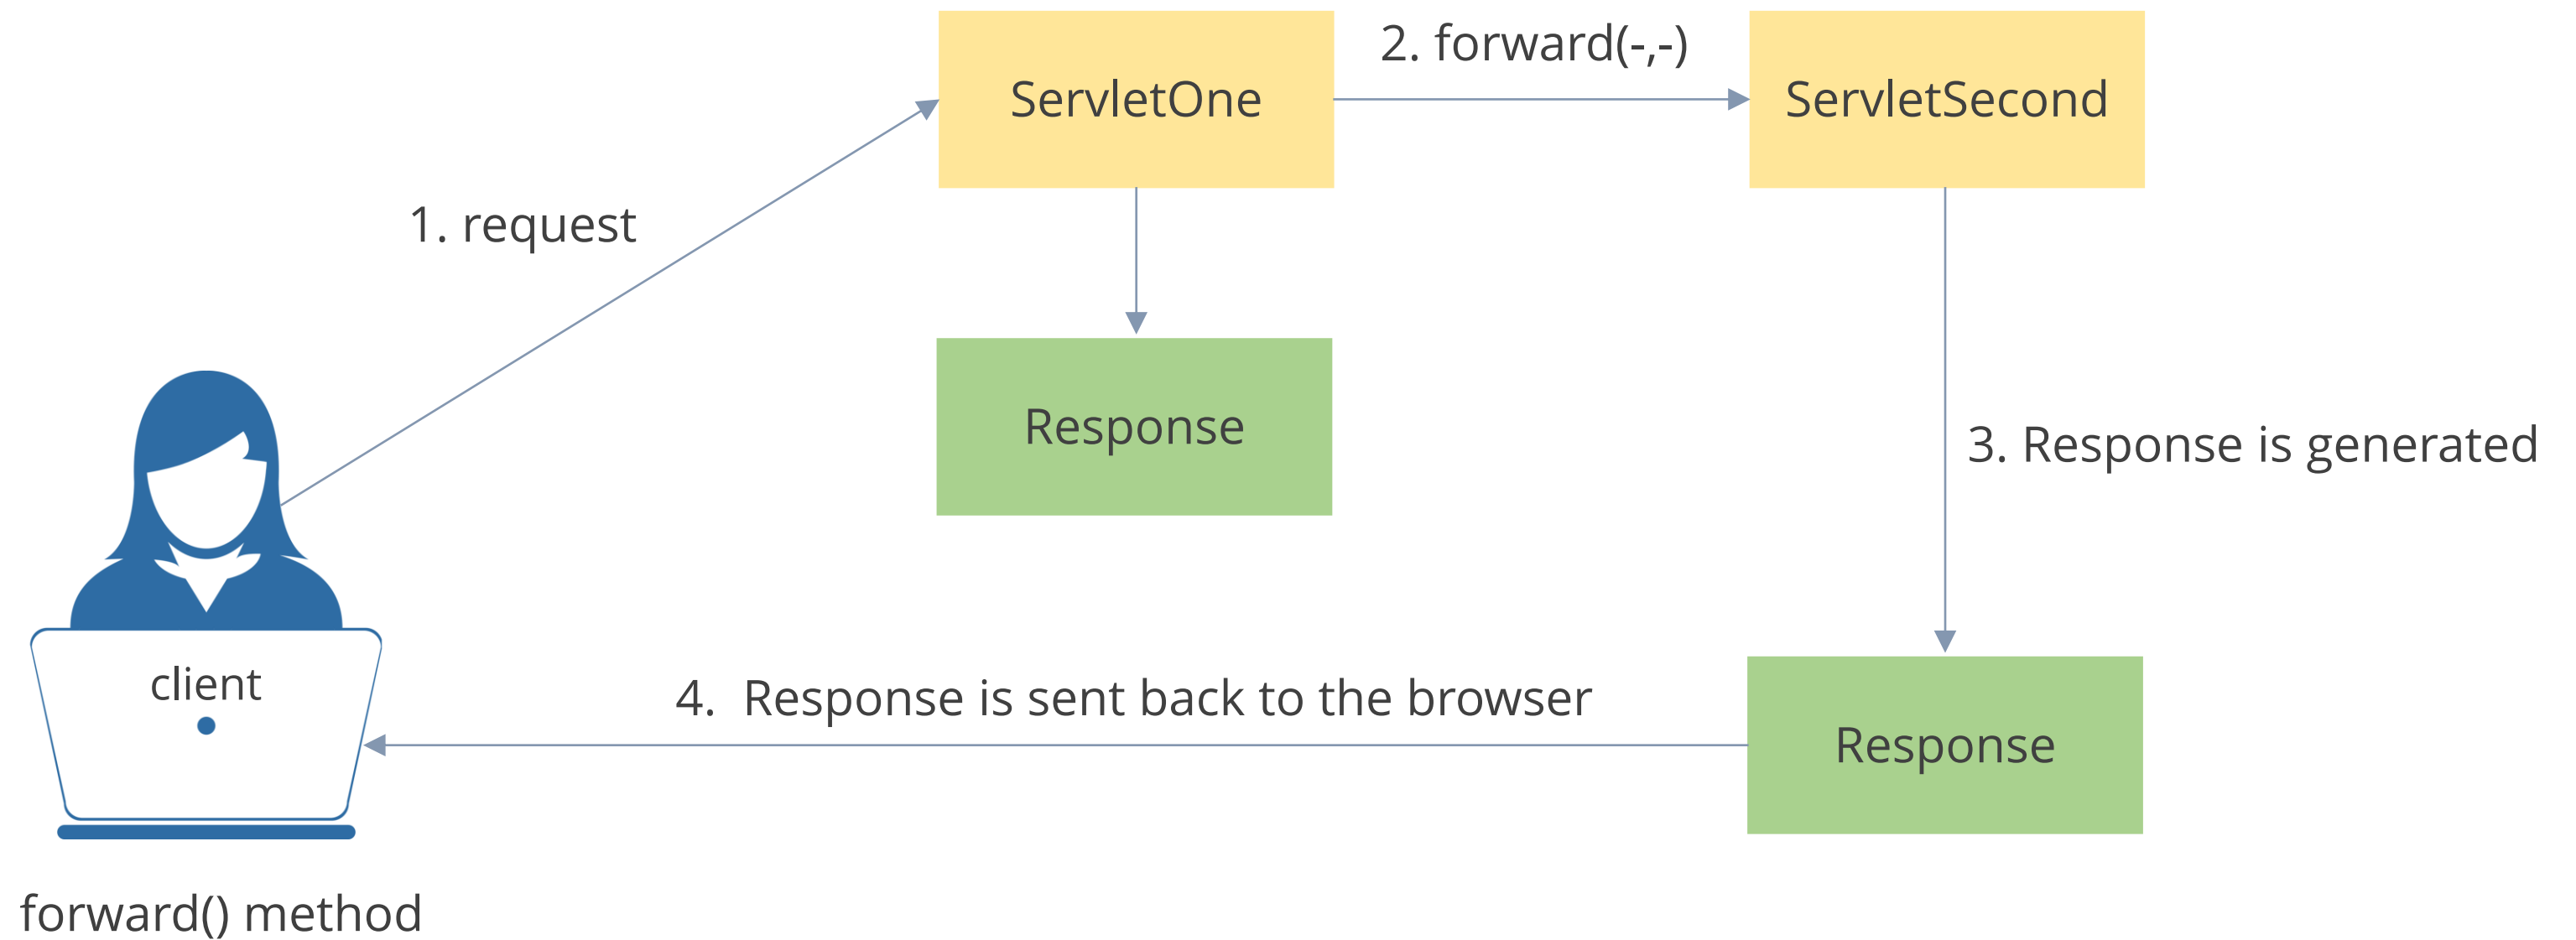 2. forward(-,-)
ServletOne
ServletSecond
1. request
Response
3. Response is generated
client
4. Response is sent back to the browser
Response
forward() method